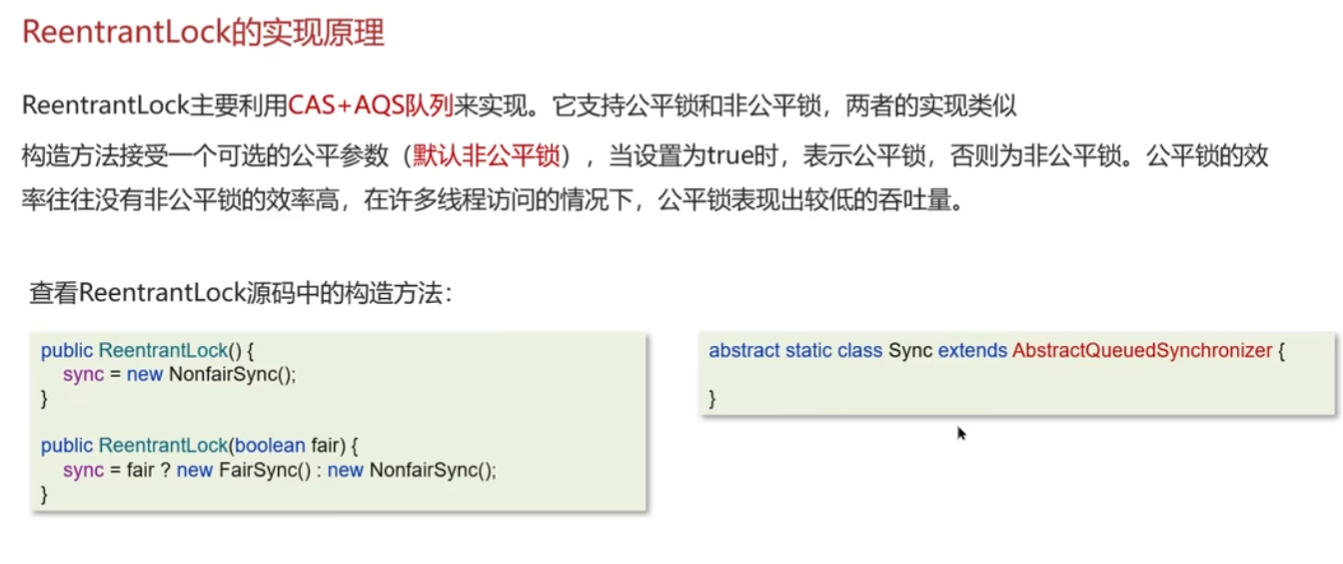 ReentrantLock的实现原理
ReentrantLock主要利用CAS+AQS队列来实现。它支持公平锁和非公平锁，两者的实现类似
构造方法接受一个可选的公平参数（默认非公平锁），当设置为true时，表示公平锁，否则为非公平锁。公平锁的效
率往往没有非公平锁的效率高，在许多线程访问的情况下，公平锁表现出较低的吞吐量。
查看ReentrantLock源码中的构造方法：
public ReentrantLock() {
sync = new NonfairSync();
}
public ReentrantLock(boolean fair) {
sync = fair ? new FairSync() : new NonfairSync();
}
abstract static class Sync extends AbstractQueuedSynchronizer {
}